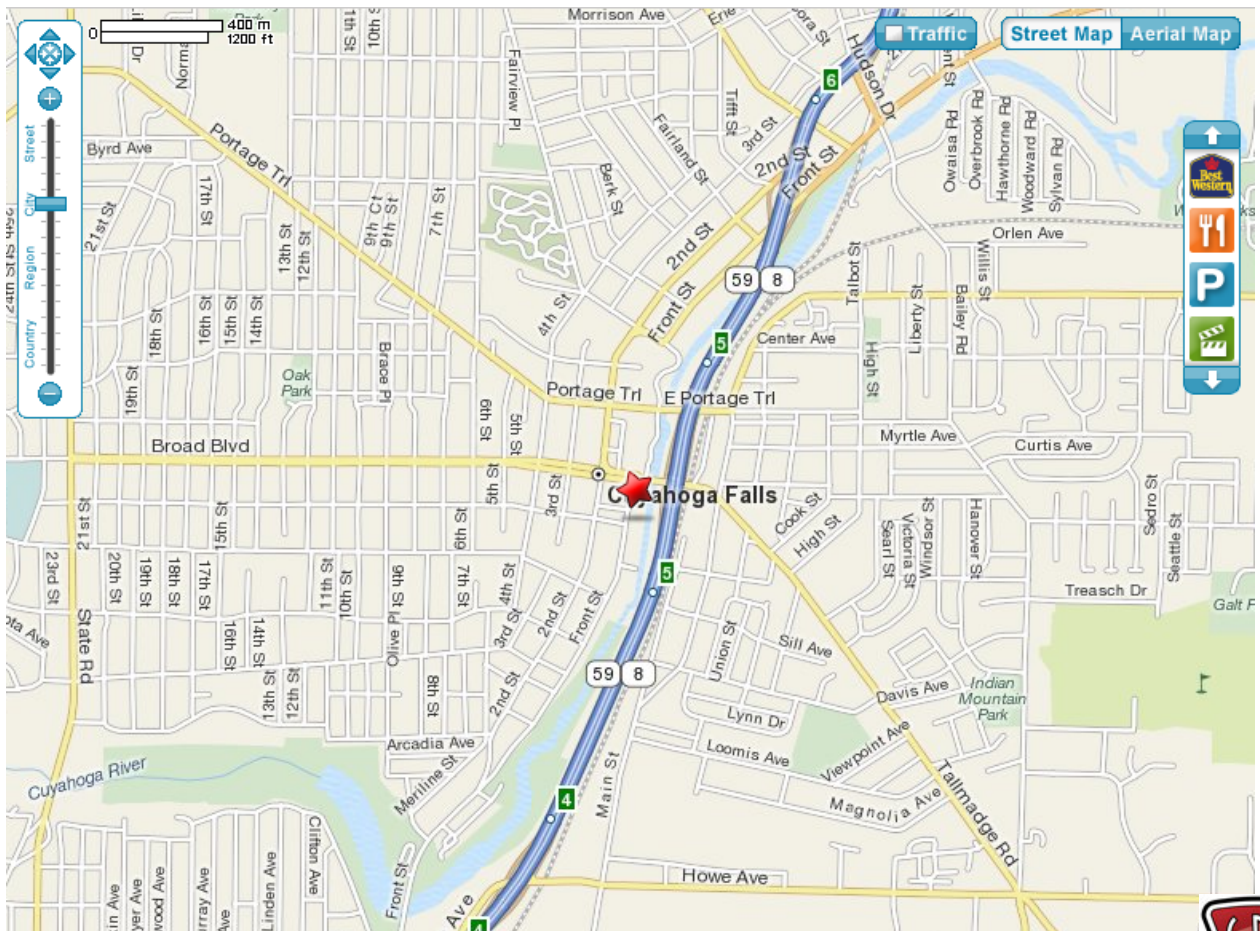 0
400 m
1200 ft
Traffic
Street Map
Aerial Map
Street
City
Region
Country
Best Western
P
Morrison Ave
11th St
10th St
Fairview Pl
Hudson Dr
6
Portage Trl
Byrd Ave
17th St
21st St
13th St
12th St
9th Ct
9th St
7th St
Berk St
Fairland St
Tifft St
3rd St
2nd St
Front St
Owaissa Rd
Overbrook Rd
Hawthorne Rd
Woodward Rd
Sylvan Rd
Orlen Ave
2nd St
Front St
59
8
Talbot St
Willis St
Bailey Rd
Liberty St
4th St
18th St
16th St
15th St
14th St
Brace Pl
19th St
Oak
Park
5
Center Ave
High St
Portage Trl
E Portage Trl
6th St
5th St
Broad Blvd
Myrtle Ave
Curtis Ave
21st St
15th St
5th St
3rd St
6th St
Cuyahoga Falls
Cook St
High St
Searl St
Victoria St
Windsor St
Hanover St
Sedro St
Seattle St
23rd St
20th St
19th St
18th St
17th St
11th St
10th St
9th St
7th St
4th St
5
Treasch Dr
State Rd
16th St
14th St
Olive Pl
3rd St
2nd St
Front St
Union St
Sill Ave
13th St
12th St
8th St
2nd St
59
8
Davis Ave
Indian
Mountain
Park
Lynn Dr
Arcadia Ave
Loomis Ave
Viewpoint Ave
Cuyahoga River
Meriline St
Main St
Magnolia Ave
Tallmadge Rd
4
Clifton Ave
Linden Ave
Front St
Howe Ave
Ave
4